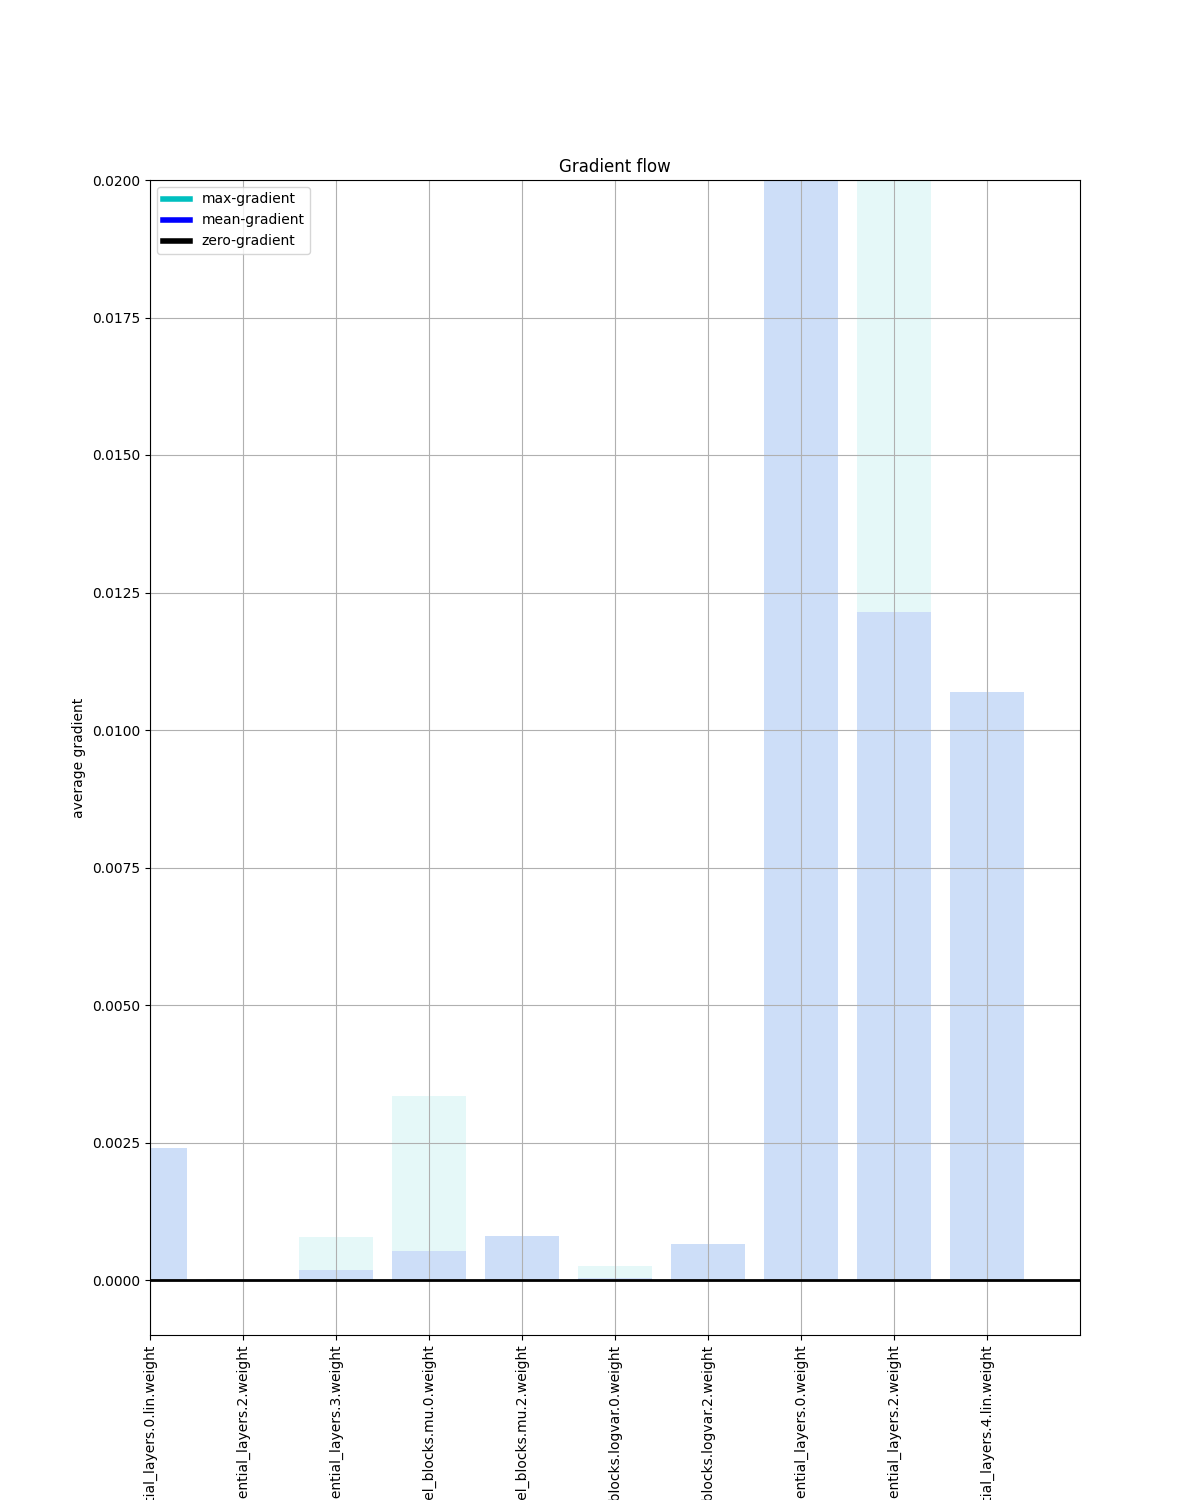 Gradient flow
max-gradient
mean-gradient
zero-gradient
0.0200
0.0175
0.0150
0.0125
0.0100
0.0075
0.0050
0.0025
0.0000
average gradient
tial_layers.0.lin.weight
ential_layers.2.weight
ential_layers.3.weight
el_blocks.mu.0.weight
el_blocks.mu.2.weight
blocks.logvar.0.weight
blocks.logvar.2.weight
ential_layers.0.weight
ential_layers.2.weight
tial_layers.4.lin.weight